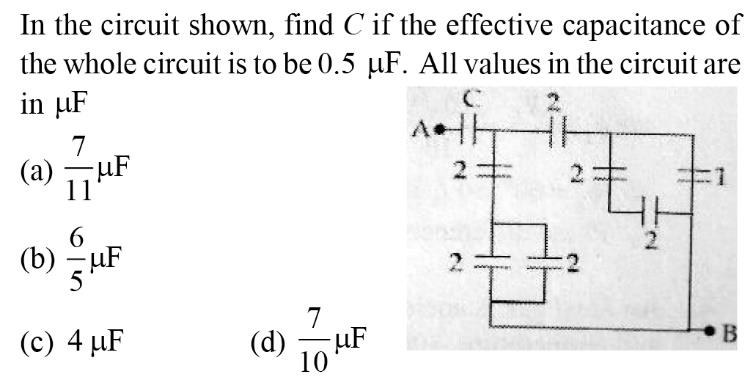 In the circuit shown, find C if the effective capacitance of
the whole circuit is to be 0.5 μF. All values in the circuit are
in μF
(a) 7/11 μF
(b) 6/5 μF
(c) 4 μF
(d) 7/10 μF
C
2
A
2
2
1
2
2
2
B